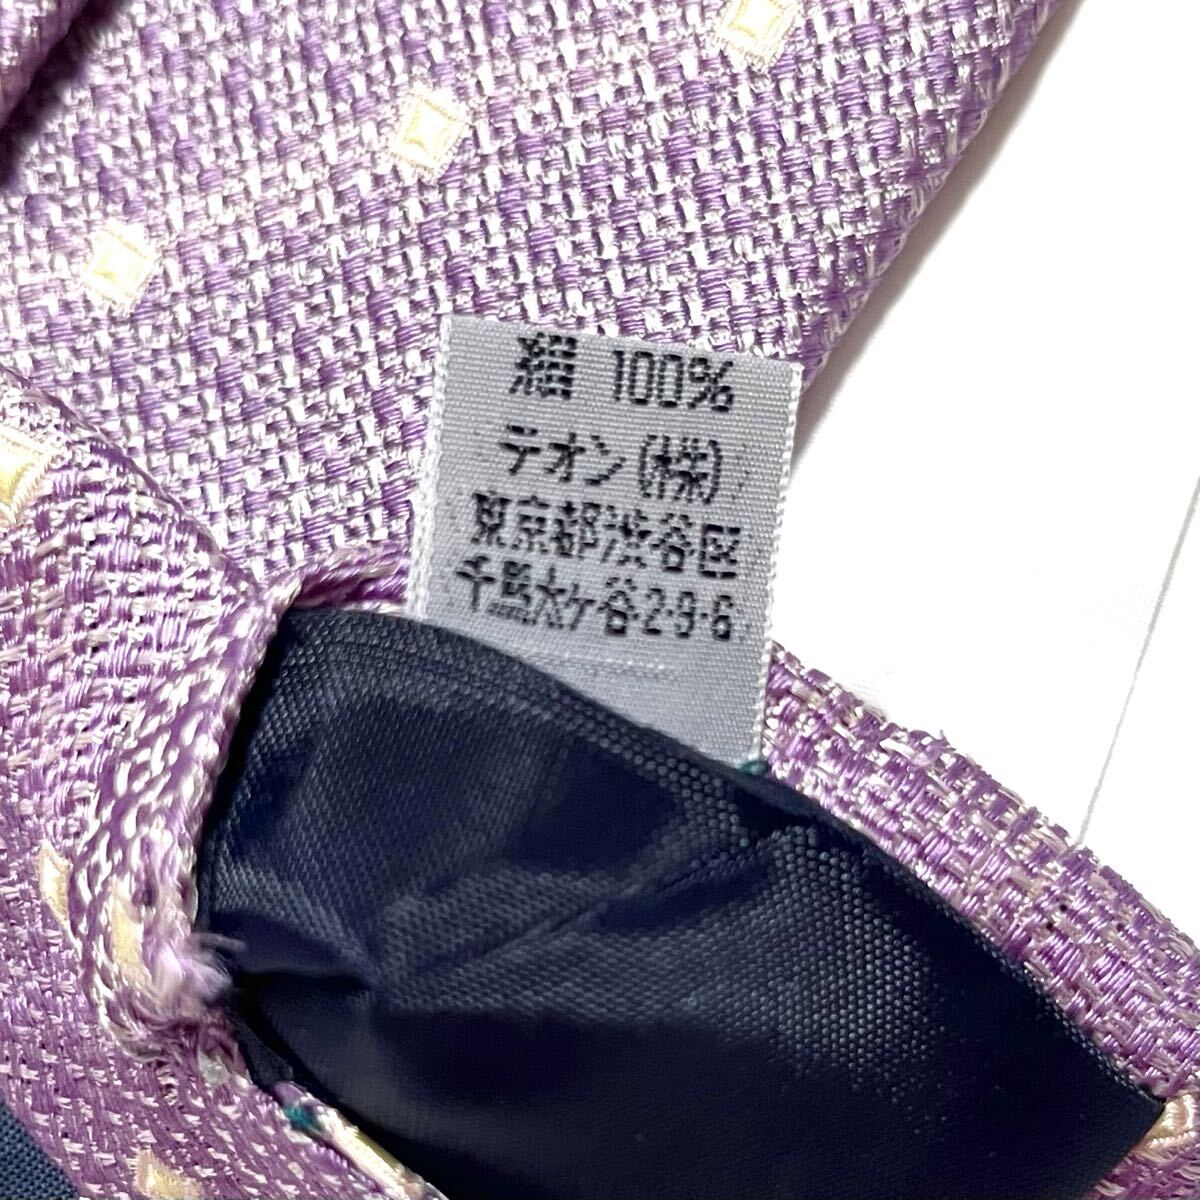 絹 100%
テオン(株)
東京都渋谷区
千駄ケ谷・2-9-6